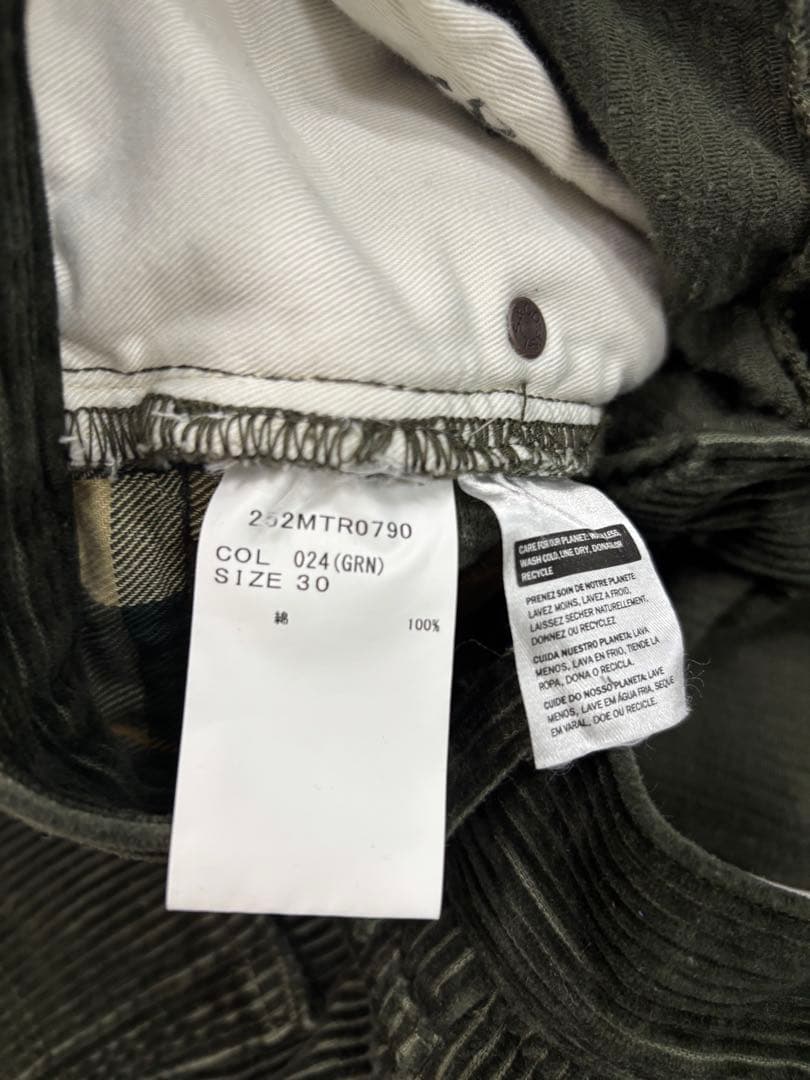 252MTR0790
COL 024(GRN)
SIZE 30
綿 100%
CARE FOR OUR PLANET: WASH LESS,
WASH COLD, LINE DRY, DONATE OR
RECYCLE
PRENEZ SOIN DE NOTRE PLANETE
LAVEZ MOINS, LAVEZ A FROID,
LAISSEZ SECHER NATURELLEMENT,
DONNEZ OU RECYCLEZ
CUIDA NUESTRO PLANETA: LAVA
MENOS, LAVA EN FRIO, TIENDE LA
ROPA, DONA O RECICLA.
CUIDE DO NOSSO PLANETA: LAVE
MENOS, LAVE EM ÁGUA FRIA, SEQUE
EM VARAL, DOE OU RECICLE.